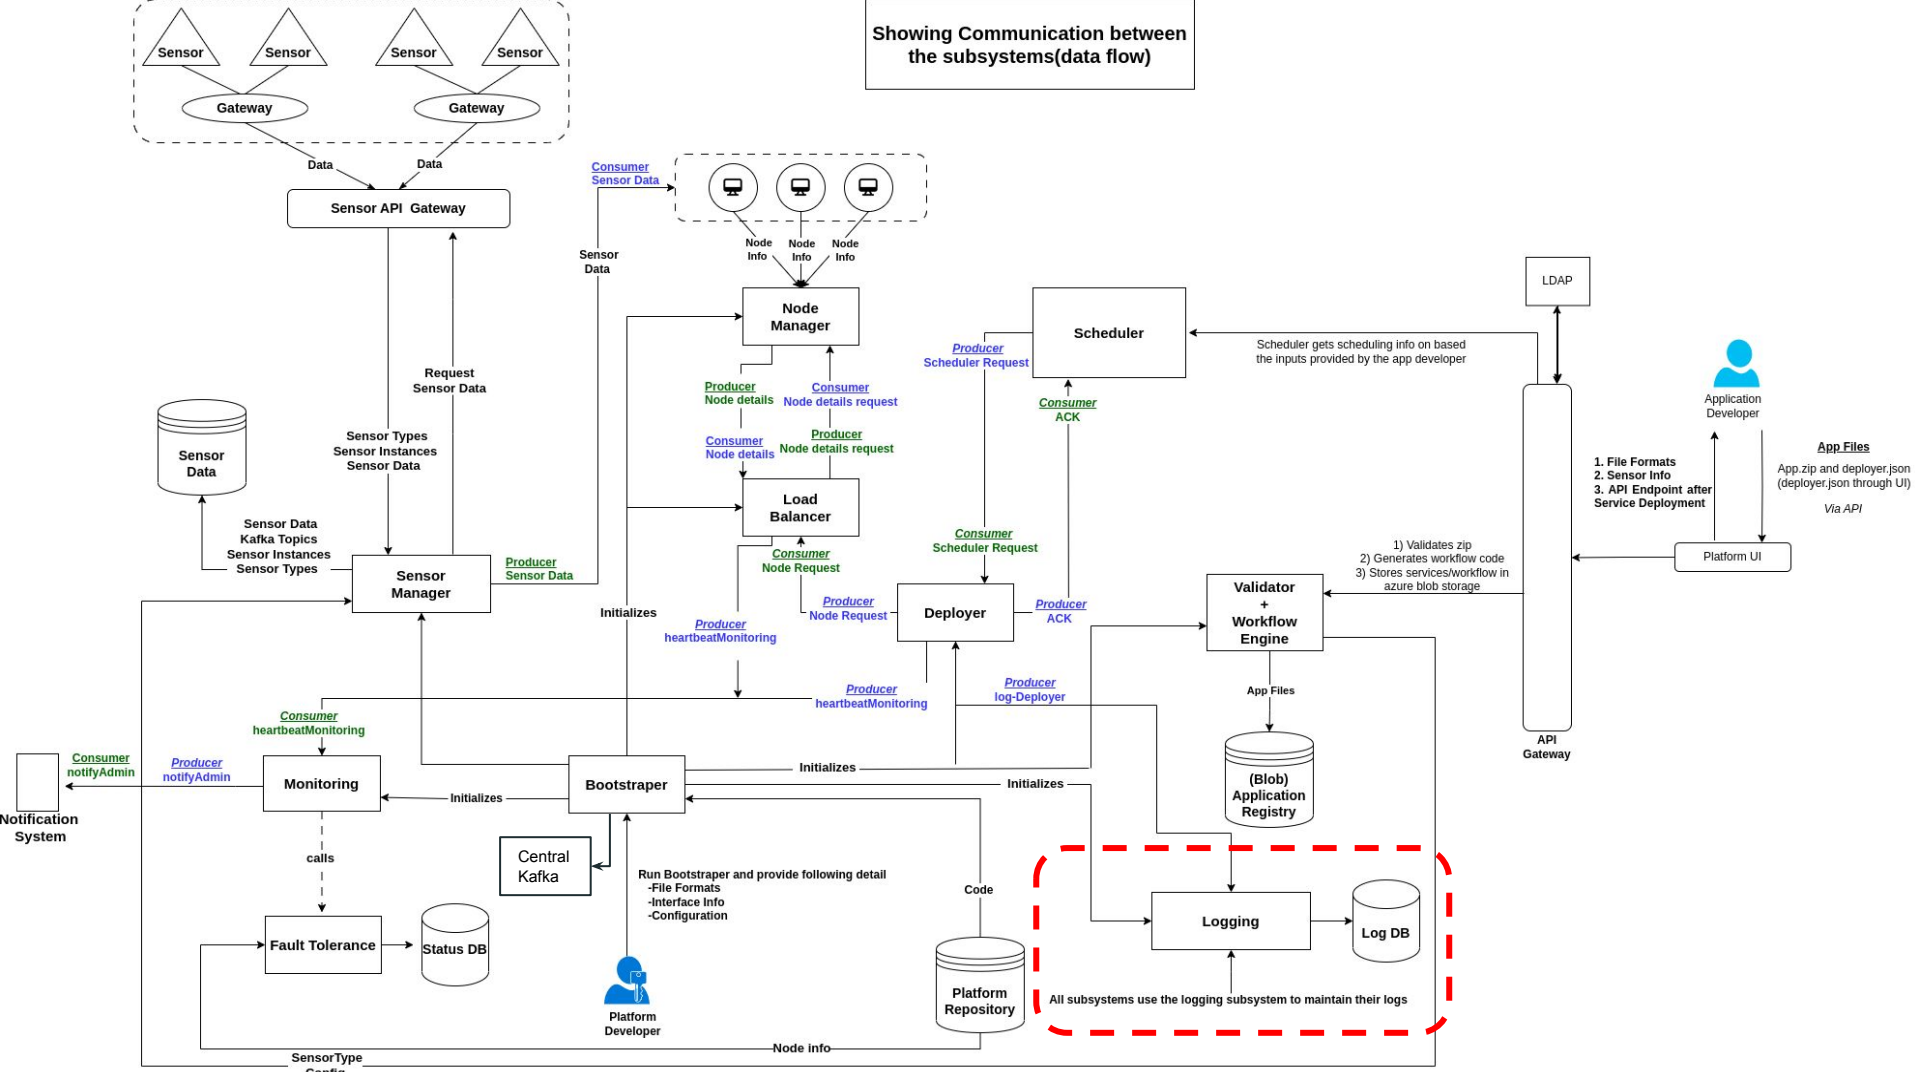 Showing Communication between
the subsystems(data flow)
Sensor
Sensor
Sensor
Sensor
Gateway
Gateway
Data
Data
Sensor API  Gateway
Consumer
Sensor Data
Sensor
Data
Node
Info
Node
Info
Node
Info
Node
Manager
Scheduler
LDAP
Scheduler gets scheduling info on based
the inputs provided by the app developer
Producer
Scheduler Request
Application
Developer
Request
Sensor Data
Producer
Node details
Consumer
Node details request
Consumer
ACK
Sensor Types
Sensor Instances
Sensor Data
Consumer
Node details
Producer
Node details request
App Files
App.zip and deployer.json
(deployer.json through UI)
Via API
1. File Formats
2. Sensor Info
3. API Endpoint after
Service Deployment
Sensor
Data
Load
Balancer
Sensor Data
Kafka Topics
Sensor Instances
Sensor Types
Consumer
Scheduler Request
1) Validates zip
2) Generates workflow code
3) Stores services/workflow in
azure blob storage
Platform UI
Sensor
Manager
Producer
Sensor Data
Consumer
Node Request
Initializes
Producer
Node Request
Deployer
Producer
ACK
Validator
+
Workflow
Engine
Producer
heartbeatMonitoring
Producer
heartbeatMonitoring
Producer
log-Deployer
App Files
Consumer
heartbeatMonitoring
API
Gateway
Consumer
notifyAdmin
Producer
notifyAdmin
Monitoring
Initializes
Bootstraper
Initializes
Initializes
(Blob)
Application
Registry
Notification
System
calls
Central
Kafka
Run Bootstraper and provide following detail
-File Formats
-Interface Info
-Configuration
Code
Fault Tolerance
Status DB
Logging
Log DB
Platform
Repository
All subsystems use the logging subsystem to maintain their logs
Platform
Developer
Node info
SensorType
Config